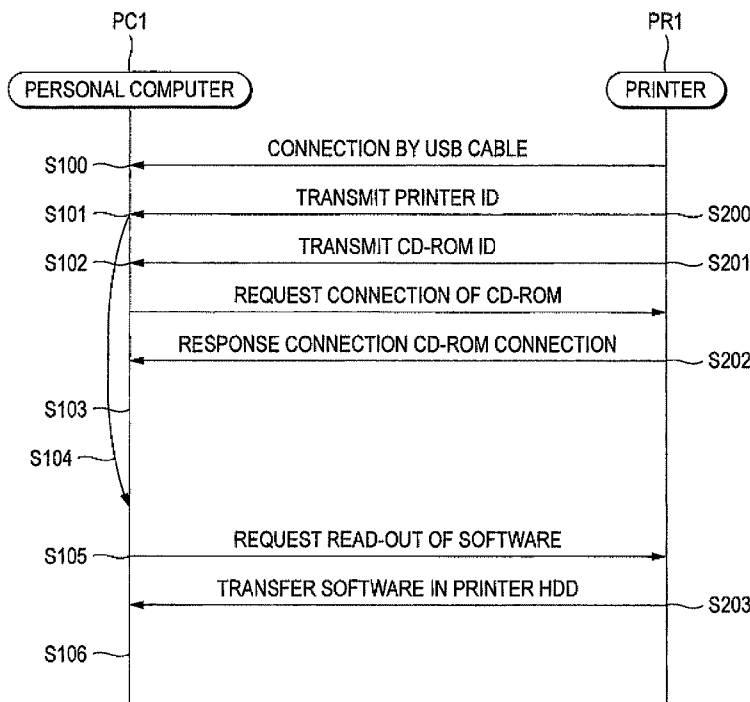 PC1
PR1
PERSONAL COMPUTER
PRINTER
CONNECTION BY USB CABLE
S100
TRANSMIT PRINTER ID
S101
S200
TRANSMIT CD-ROM ID
S102
S201
REQUEST CONNECTION OF CD-ROM
RESPONSE CONNECTION CD-ROM CONNECTION
S202
S103
S104
REQUEST READ-OUT OF SOFTWARE
S105
TRANSFER SOFTWARE IN PRINTER HDD
S203
S106